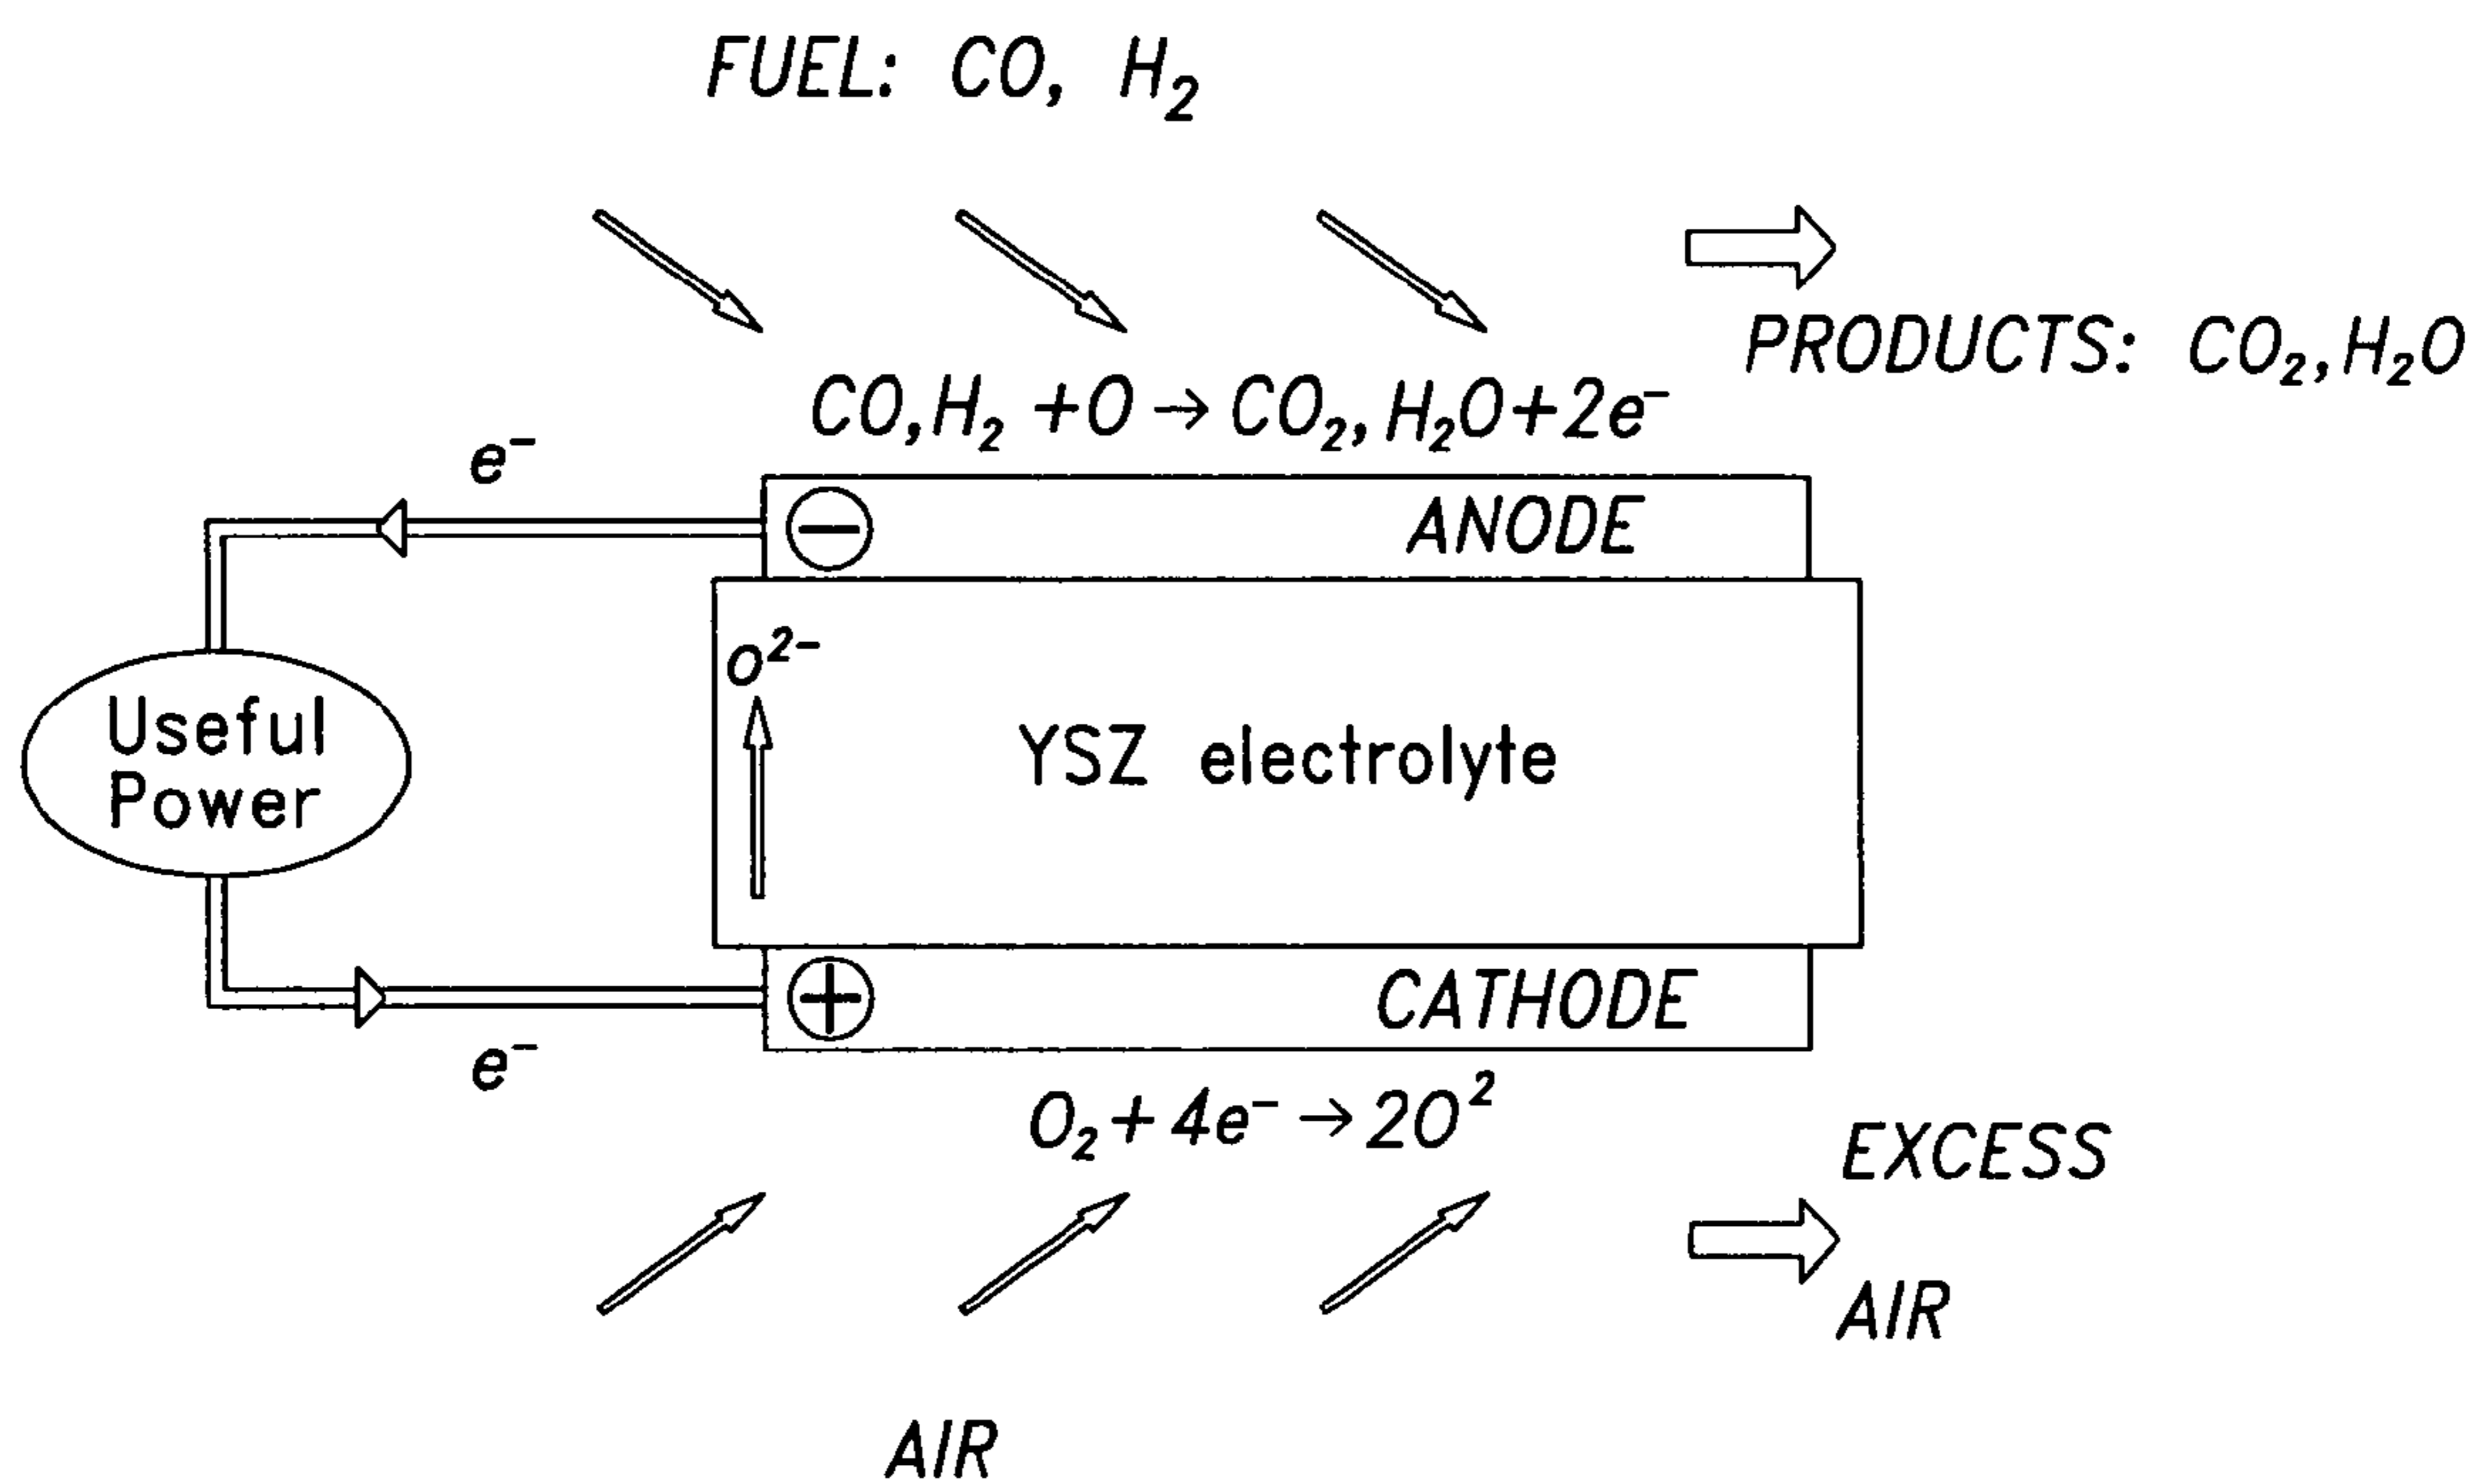 FUEL: CO, H₂
PRODUCTS: CO₂,H₂O
CO,H₂ +O → CO₂,H₂O+2e⁻
e⁻
⊖ ANODE
O²⁻
Useful
Power
YSZ electrolyte
⊕ CATHODE
e⁻
O₂+4e⁻→2O²
EXCESS
AIR
AIR